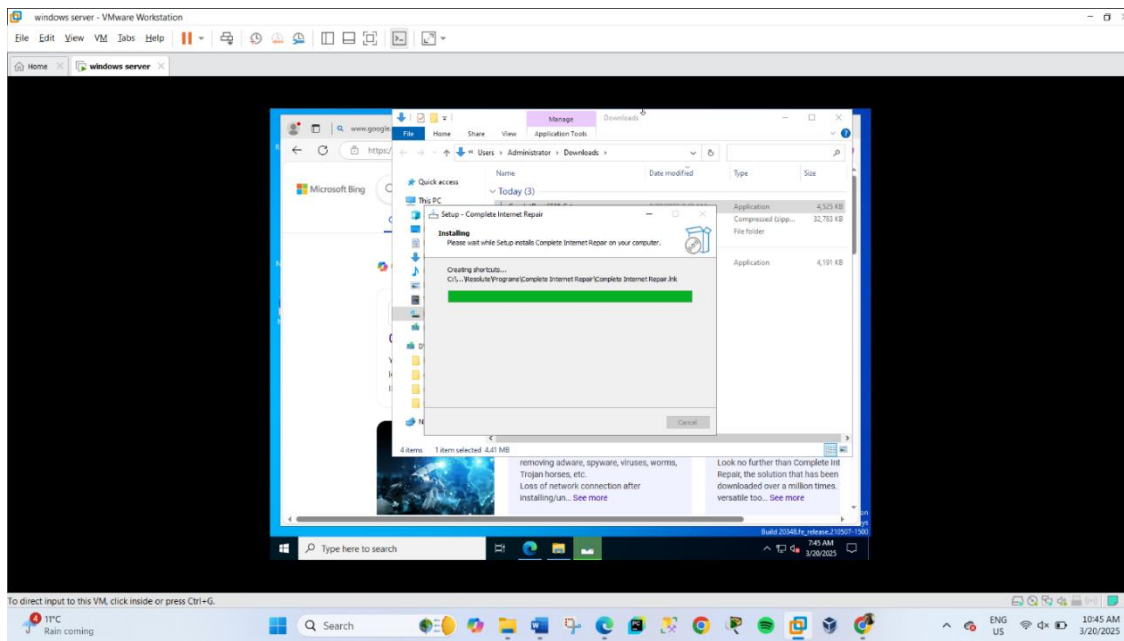 windows server - VMware Workstation
File Edit View VM Tabs Help
Home windows server
Manage Downloads
File Home Share View Application Tools
www.google
https:/
Users › Administrator › Downloads ›
Microsoft Bing
Quick access
This PC
Name Date modified Type Size
Today (3)
Application 4,525 KB
Compressed (zipp... 32,783 KB
File folder
Application 4,191 KB
Setup - Complete Internet Repair
Installing
Please wait while Setup installs Complete Internet Repair on your computer.
Creating shortcuts...
C:\...\Resolute\Programs\Complete Internet Repair\Complete Internet Repair.lnk
Cancel
4 items 1 item selected 4.41 MB
removing adware, spyware, viruses, worms,
Trojan horses, etc.
Loss of network connection after
installing/un... See more
Look no further than Complete Int
Repair, the solution that has been
downloaded over a million times.
versatile too... See more
Build 20348.fe_release.210507-1500
Type here to search
7:45 AM
3/20/2025
To direct input to this VM, click inside or press Ctrl+G.
11°C
Rain coming
Search
ENG
US
10:45 AM
3/20/2025